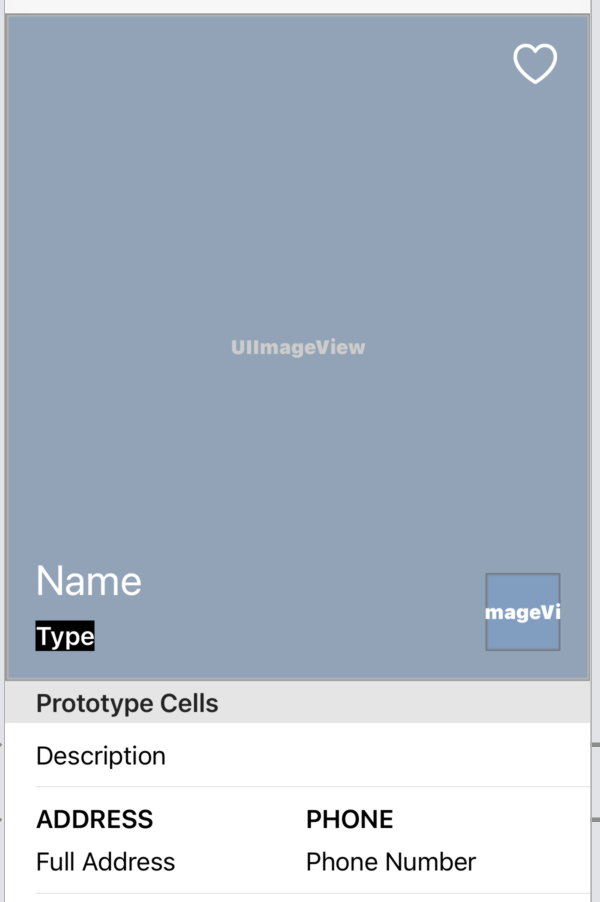 UIImageView
Name
mageVi
Type
Prototype Cells
Description
ADDRESS PHONE
Full Address Phone Number